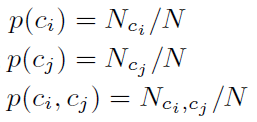 p(c_i) = N_{c_i}/N
p(c_j) = N_{c_j}/N
p(c_i, c_j) = N_{c_i,c_j}/N